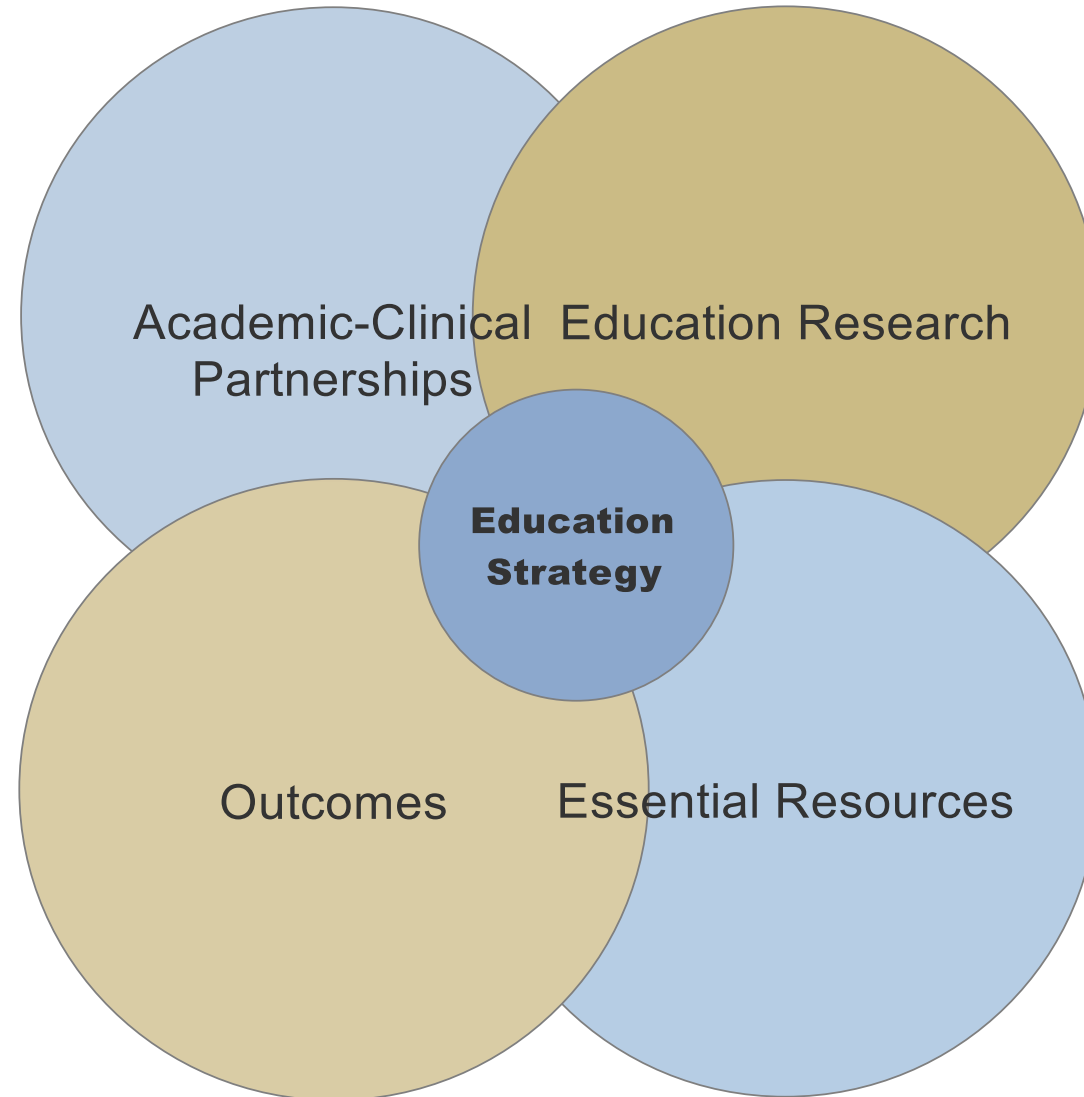 Academic-Clinical
Partnerships
Education Research
Education
Strategy
Outcomes
Essential Resources